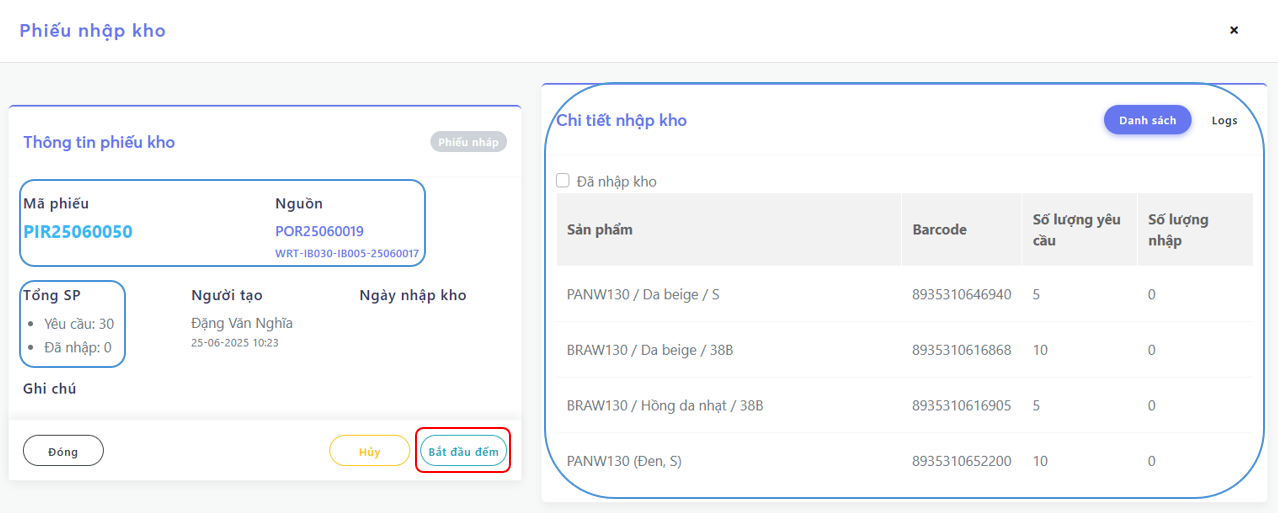 Phiếu nhập kho
×
Thông tin phiếu kho
Phiếu nháp
Mã phiếu
Nguồn
PIR25060050
POR25060019
WRT-IB030-IB005-25060017
Tổng SP
Người tạo
Ngày nhập kho
Yêu cầu: 30
Đã nhập: 0
Đặng Văn Nghĩa
25-06-2025 10:23
Ghi chú
Đóng
Hủy
Bắt đầu đếm
Chi tiết nhập kho
Danh sách
Logs
Đã nhập kho
Sản phẩm
Barcode
Số lượng yêu
cầu
Số lượng
nhập
PANW130 / Da beige / S
8935310646940
5
0
BRAW130 / Da beige / 38B
8935310616868
10
0
BRAW130 / Hồng da nhạt / 38B
8935310616905
5
0
PANW130 (Đen, S)
8935310652200
10
0